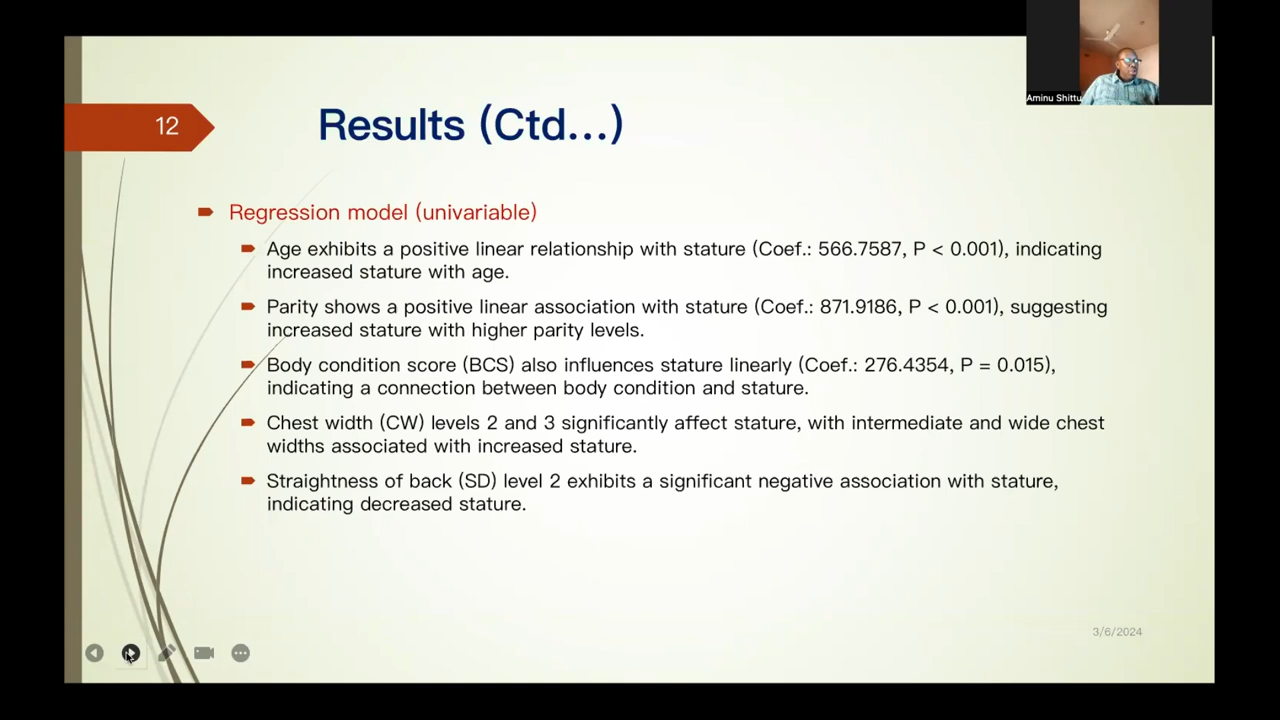 Aminu Shittu
12
Results (Ctd...)
Regression model (univariable)
Age exhibits a positive linear relationship with stature (Coef.: 566.7587, P < 0.001), indicating
increased stature with age.
Parity shows a positive linear association with stature (Coef.: 871.9186, P < 0.001), suggesting
increased stature with higher parity levels.
Body condition score (BCS) also influences stature linearly (Coef.: 276.4354, P = 0.015),
indicating a connection between body condition and stature.
Chest width (CW) levels 2 and 3 significantly affect stature, with intermediate and wide chest
widths associated with increased stature.
Straightness of back (SD) level 2 exhibits a significant negative association with stature,
indicating decreased stature.
3/6/2024